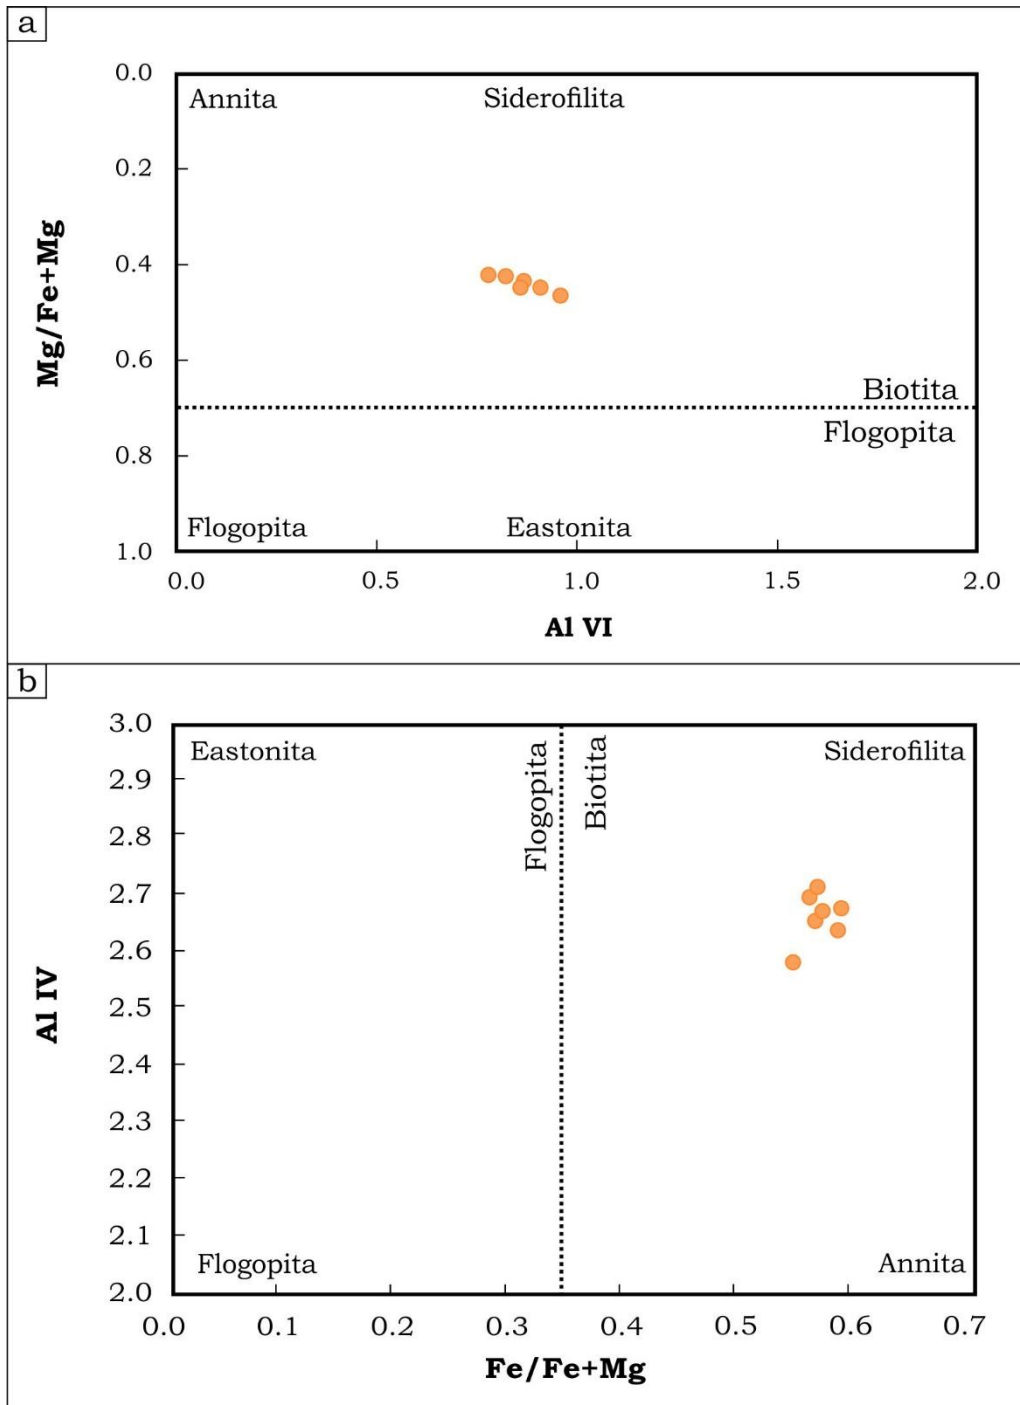 a
0.0
Annita
Siderofilita
0.2
0.4
Mg/Fe+Mg
0.6
Biotita
Flogopita
0.8
Flogopita
Eastonita
1.0
0.0 0.5 1.0 1.5 2.0
Al VI
b
3.0
Eastonita
Flogopita
Biotita
Siderofilita
2.9
2.8
2.7
2.6
2.5
Al IV
2.4
2.3
2.2
2.1
Flogopita
Annita
2.0
0.0 0.1 0.2 0.3 0.4 0.5 0.6 0.7
Fe/Fe+Mg